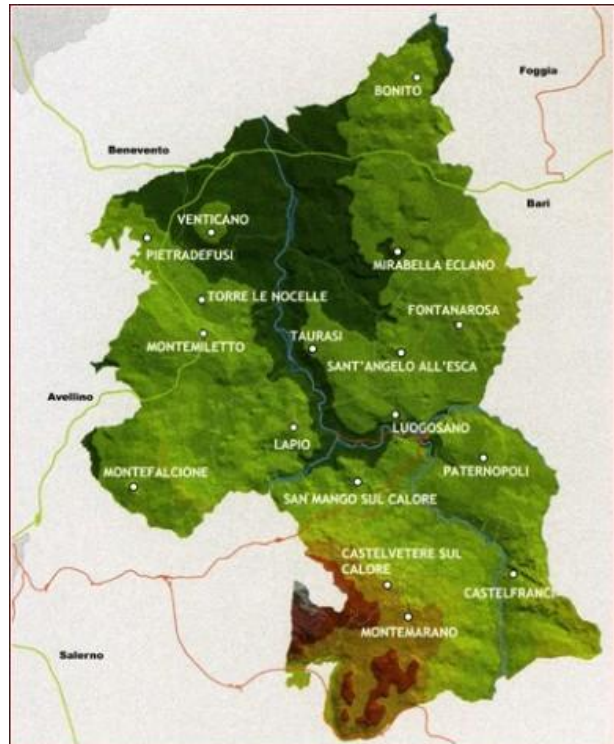 Foggia
BONITO
Benevento
Bari
VENTICANO
PIETRADEFUSI
MIRABELLA ECLANO
TORRE LE NOCELLE
FONTANAROSA
MONTEMILETTO
TAURASI
SANT'ANGELO ALL'ESCA
Avellino
LUOGOSANO
LAPIO
PATERNOPOLI
MONTEFALCIONE
SAN MANGO SUL CALORE
CASTELVETERE SUL
CALORE
CASTELFRANCI
MONTEMARANO
Salerno